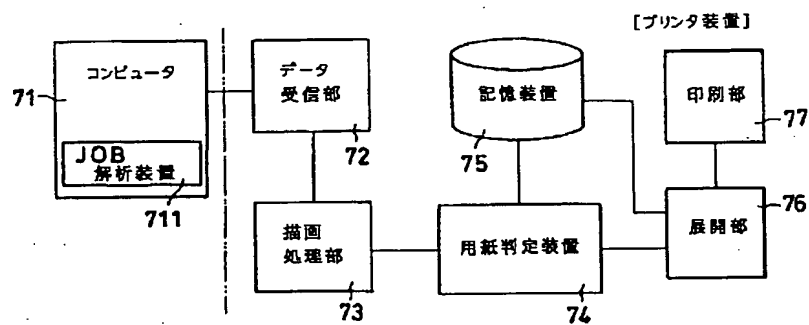 [プリンタ装置]
コンピュータ
71
JOB
解析装置
711
データ
受信部
72
記憶装置
75
印刷部
77
描画
処理部
73
用紙判定装置
74
展開部
76